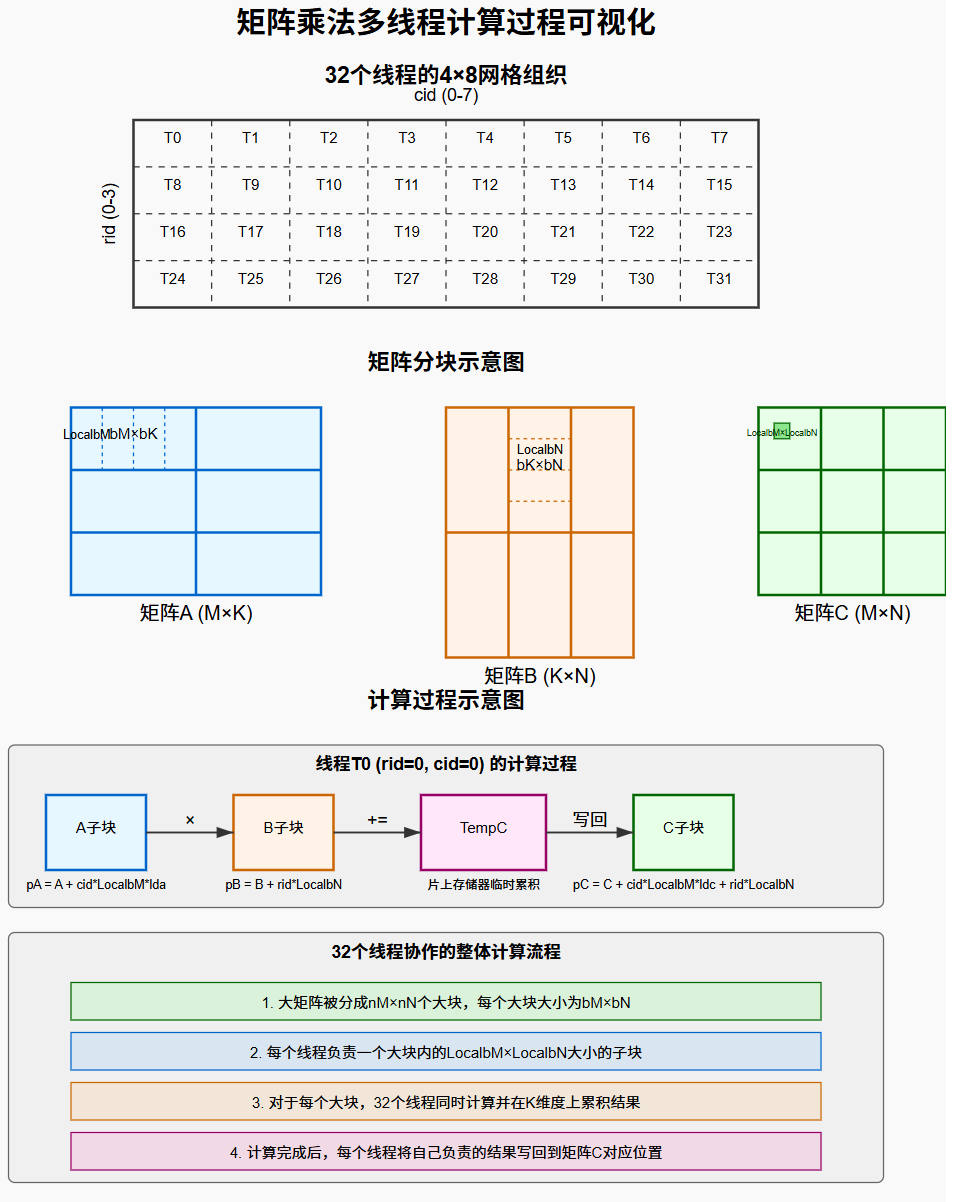 矩阵乘法多线程计算过程可视化
32个线程的4×8网格组织
cid (0-7)
rid (0-3)
T0 T1 T2 T3 T4 T5 T6 T7
T8 T9 T10 T11 T12 T13 T14 T15
T16 T17 T18 T19 T20 T21 T22 T23
T24 T25 T26 T27 T28 T29 T30 T31
矩阵分块示意图
LocalbM bM×bK
LocalbN
bK×bN
LocalbM×LocalbN
矩阵A (M×K)
矩阵B (K×N)
矩阵C (M×N)
计算过程示意图
线程T0 (rid=0, cid=0) 的计算过程
A子块 × B子块 += TempC 写回 C子块
pA = A + cid*LocalbM*lda
pB = B + rid*LocalbN
片上存储器临时累积
pC = C + cid*LocalbM*ldc + rid*LocalbN
32个线程协作的整体计算流程
1. 大矩阵被分成nM×nN个大块，每个大块大小为bM×bN
2. 每个线程负责一个大块内的LocalbM×LocalbN大小的子块
3. 对于每个大块，32个线程同时计算并在K维度上累积结果
4. 计算完成后，每个线程将自己负责的结果写回到矩阵C对应位置